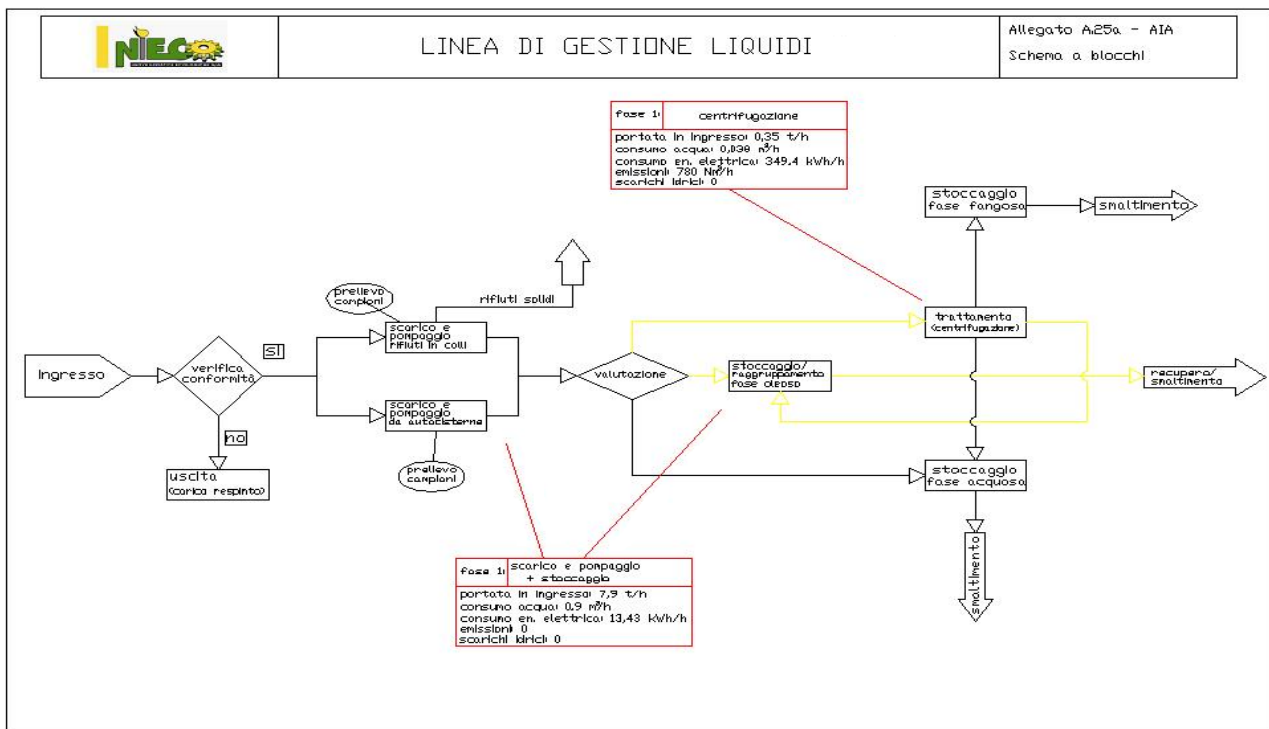 NIECO
LINEA DI GESTIONE LIQUIDI
Allegato A.25a - AIA
Schema a blocchi
fase 1: centrifugazione
portata in ingresso: 0,35 t/h
consumo acqua: 0,038 m³/h
consumo en. elettrica: 349.4 kWh/h
emissioni: 780 Nm³/h
scarichi idrici: 0
stoccaggio
fase fangosa
smaltimento
prelievo
campioni
rifiuti solidi
scarico e
pompaggio
rifiuti in colli
trattamento
(centrifugazione)
Ingresso
verifica
conformità
si
valutazione
stoccaggio/
raggruppamento
fase oleosa
recupero/
smaltimento
scarico e
pompaggio
da autocisterne
no
uscita
(carico respinto)
prelievo
campioni
stoccaggio
fase acquosa
smaltimento
fase 1: scarico e pompaggio
+ stoccaggio
portata in ingresso: 7,9 t/h
consumo acqua: 0,9 m³/h
consumo en. elettrica: 13,43 kWh/h
emissioni: 0
scarichi idrici: 0